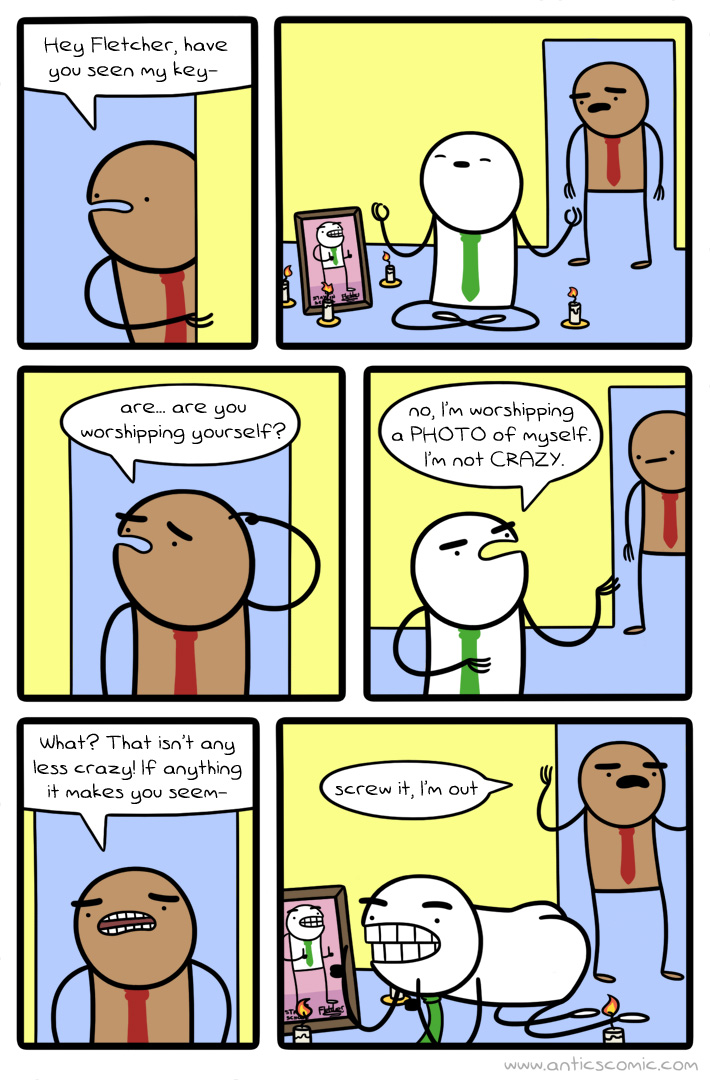 Hey Fletcher, have
you seen my key-
are... are you
worshipping yourself?
no, I'm worshipping
a PHOTO of myself.
I'm not CRAZY.
What? That isn't any
less crazy! If anything
it makes you seem-
screw it, I'm out
www.anticscomic.com